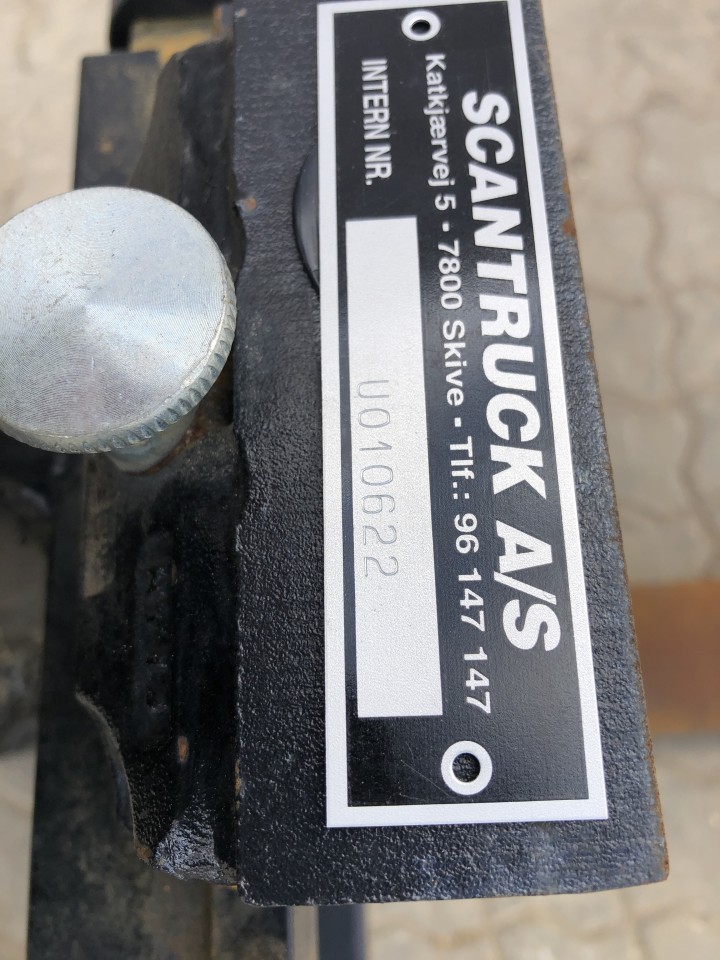 SCANTRUCK A/S
Katkjærvej 5 • 7800 Skive • Tlf.: 96 147 147
INTERN NR.
U010622